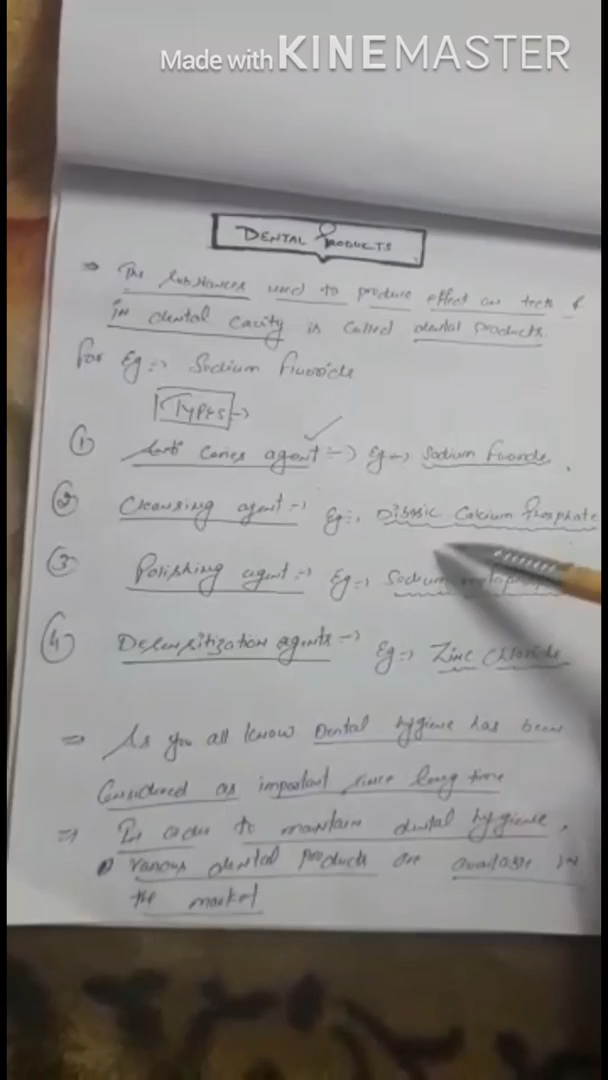 Made with KINEMASTER
DENTAL PRODUCTS
⇒ The substances used to produce effect on teeth &
in dental cavity is called dental products.
for Eg:→ Sodium fluoride
Types→
① Anti caries agent:→ Eg→ Sodium fluoride.
② Cleansing agent:→ Eg:→ Dibasic Calcium Phosphate
③ Polishing agent:→ Eg:→ Sodium
④ Desensitization agents→ Eg:→ Zinc Chloride
⇒ As you all know Dental hygiene has been
Considered as important since long time
⇒ In order to maintain dental hygiene,
various dental products are available in
the market